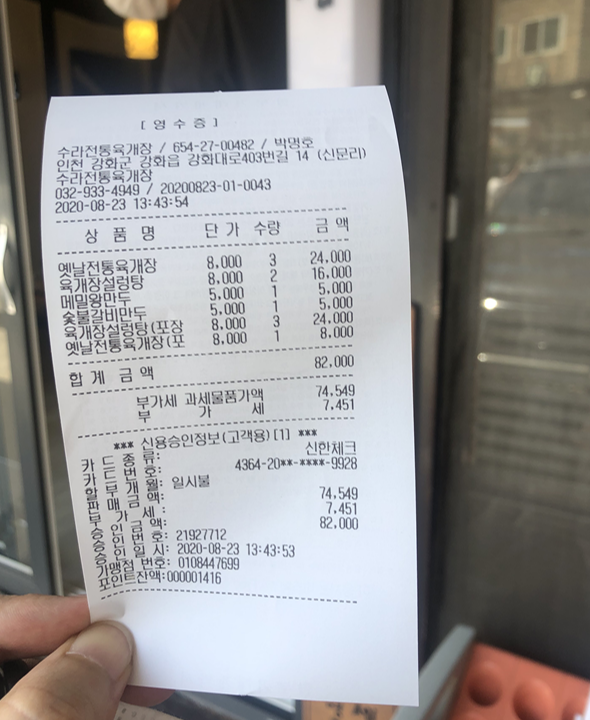 [ 영 수 증 ]
수라전통육개장 / 654-27-00482 / 박명호
인천 강화군 강화읍 강화대로403번길 14 (신문리)
수라전통육개장
032-933-4949 / 20200823-01-0043
2020-08-23 13:43:54
상 품 명 단 가 수량 금 액
옛날전통육개장 8,000 3 24,000
육개장설렁탕 8,000 2 16,000
메밀왕만두 5,000 1 5,000
숯불갈비만두 5,000 1 5,000
육개장설렁탕(포장 8,000 3 24,000
옛날전통육개장(포 8,000 1 8,000
합 계 금 액 82,000
부가세 과세물품가액 74,549
부 가 세 7,451
*** 신용승인정보(고객용) [1] ***
카 드 종 류: 신한체크
카 드 번 호: 4364-20**-****-9928
할 부 개 월: 일시불
판 매 금 액: 74,549
부 가 세 : 7,451
승 인 금 액: 82,000
승 인 번 호: 21927712
승 인 일 시: 2020-08-23 13:43:53
가맹점 번호: 0108447699
포인트잔액:000001416